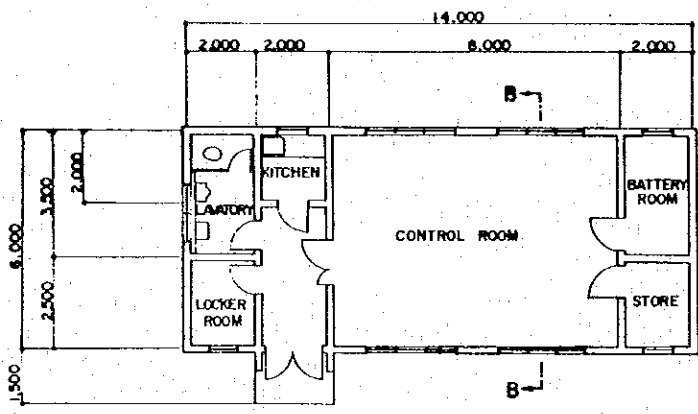 14,000
2,000 2,000 8,000 2,000
B
KITCHEN
LAVATORY
BATTERY
ROOM
CONTROL ROOM
LOCKER
ROOM
STORE
B
6,000
3,500
2,000
2,500
1,500